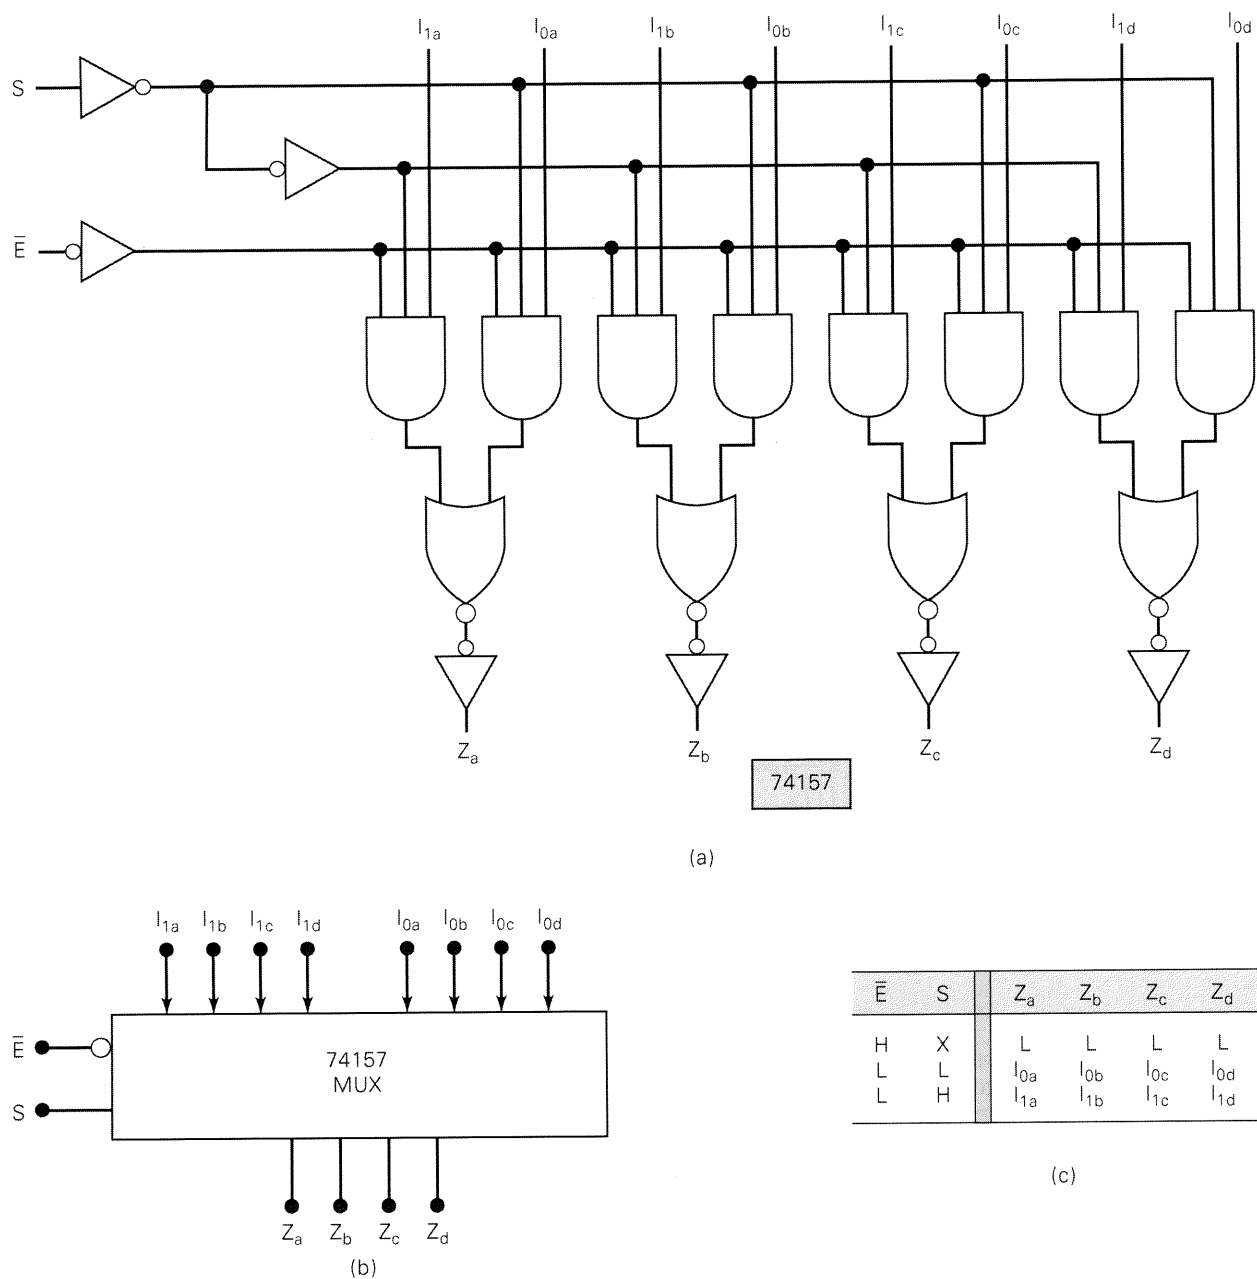 I1a I0a I1b I0b I1c I0c I1d I0d
S
E̅
Za Zb Zc Zd
74157
(a)
I1a I1b I1c I1d I0a I0b I0c I0d
E̅
74157
MUX
S
Za Zb Zc Zd
(b)
E̅ S Za Zb Zc Zd
H X L L L L
L L I0a I0b I0c I0d
L H I1a I1b I1c I1d
(c)